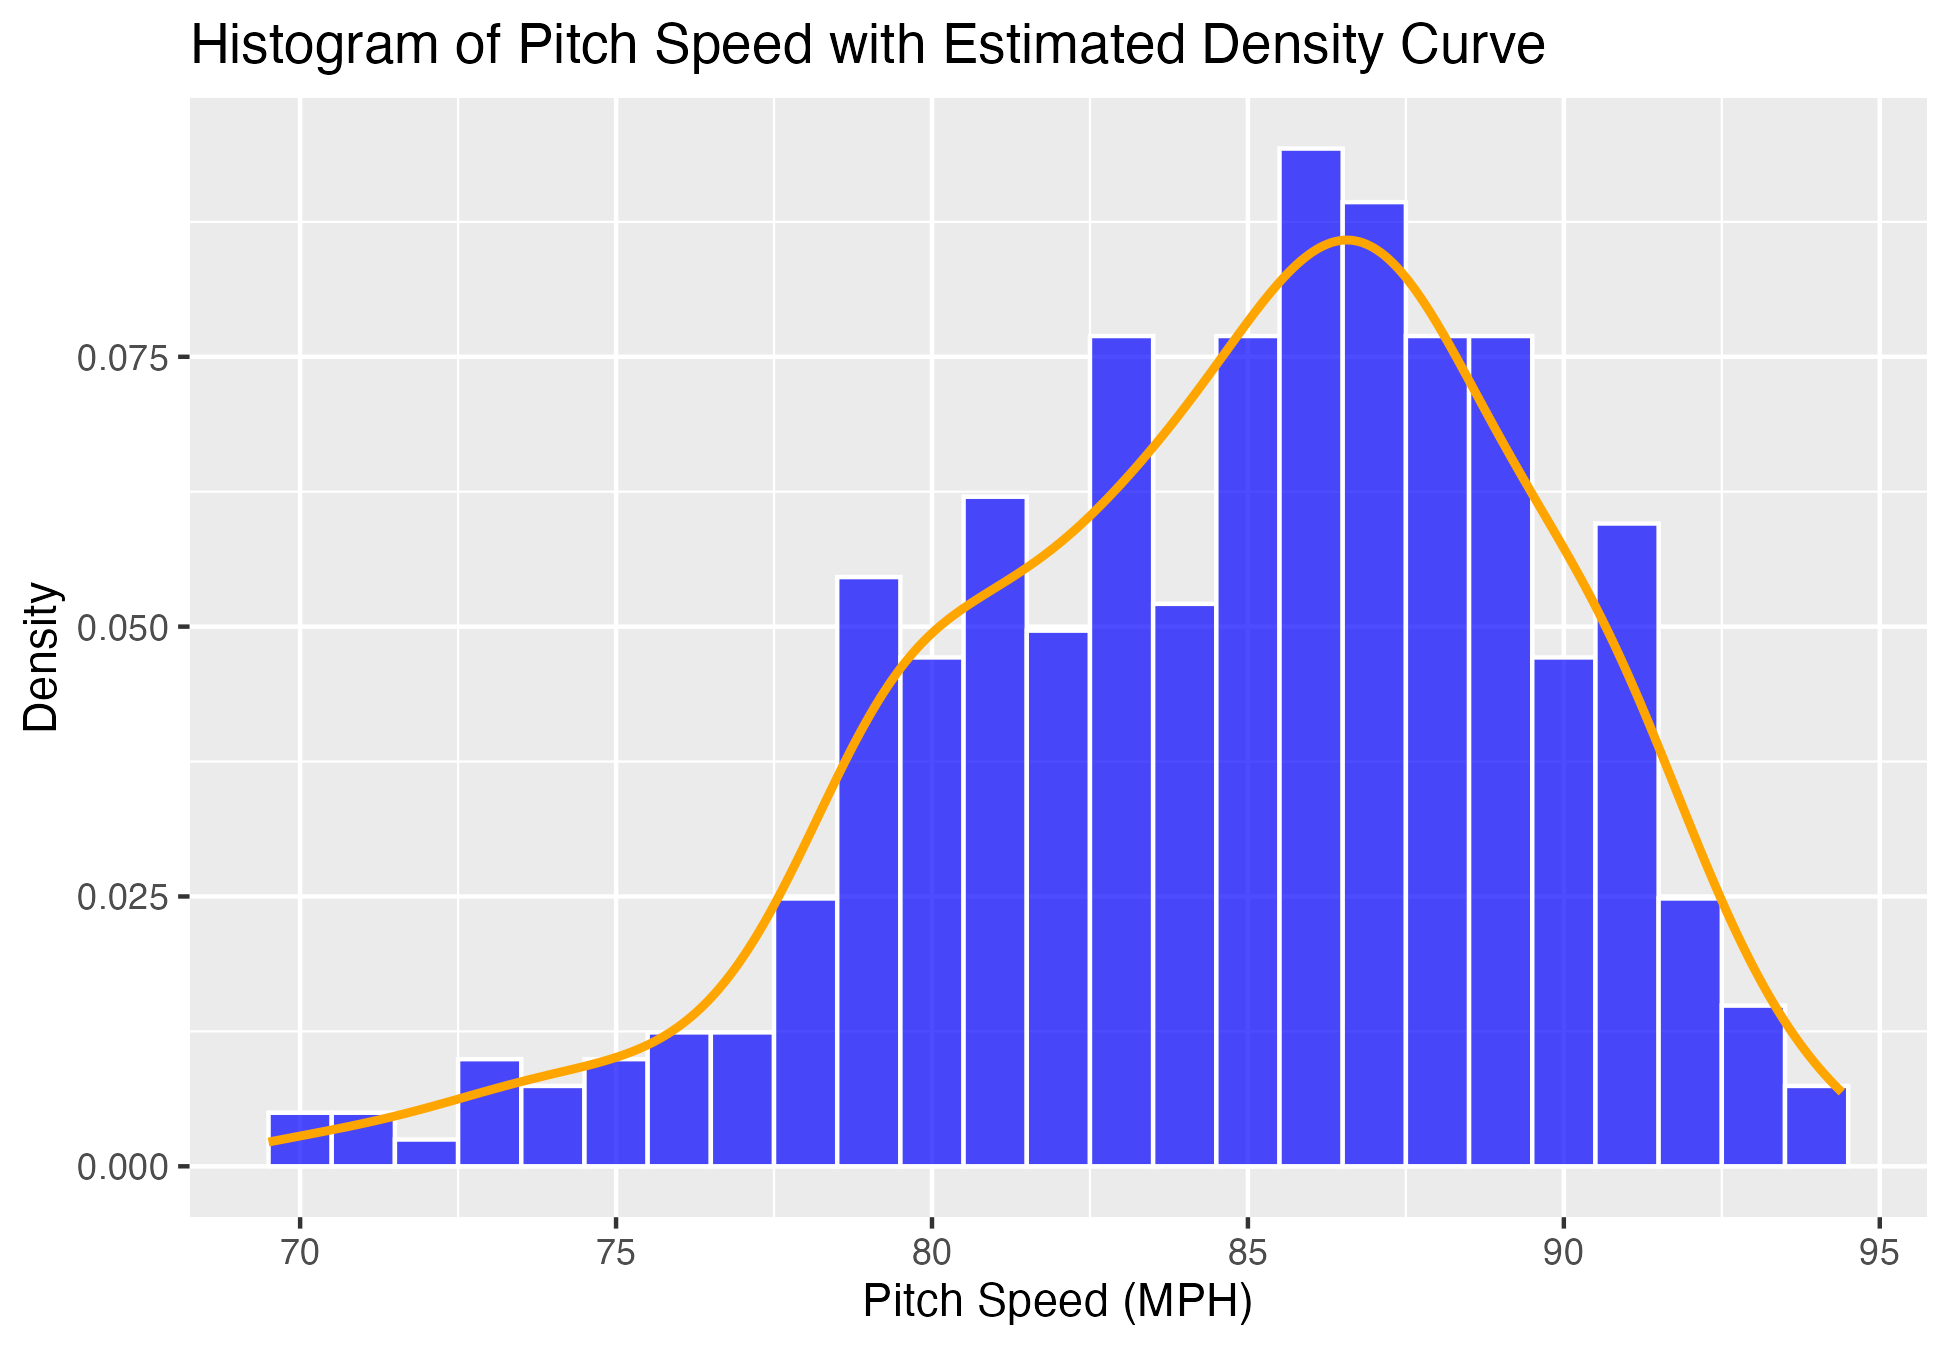 Histogram of Pitch Speed with Estimated Density Curve
Density
0.075
0.050
0.025
0.000
70 75 80 85 90 95
Pitch Speed (MPH)